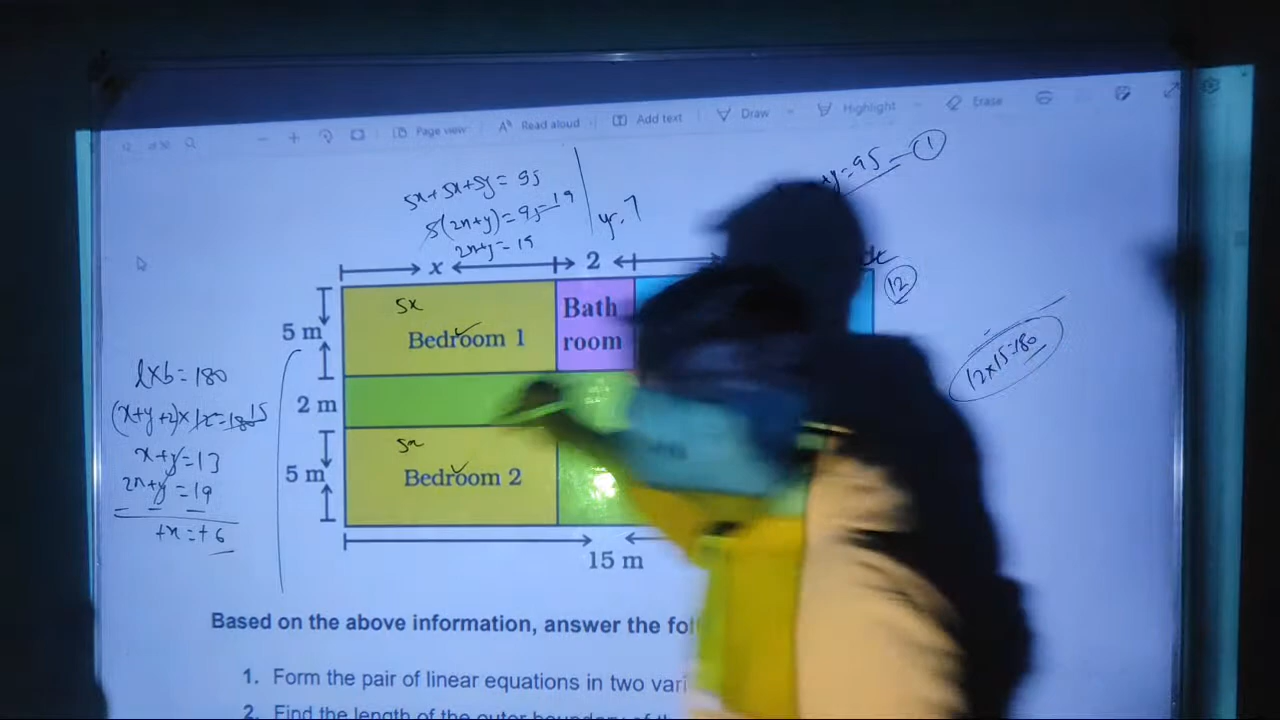 Page view
Read aloud
Add text
Draw
Highlight
Erase
5x+5x+5y=95
5(2x+y)=95=19
2x+y=19
y=7
+y=95 — 1
x
2
12
5 m
5x
Bedroom 1
Bath
room
12×15=180
l×b=180
2 m
x+y=13
5x
2x+y=19
5 m
Bedroom 2
+x=+6
15 m
Based on the above information, answer the fol
1. Form the pair of linear equations in two vari
2. Find the length of the outer boundary of th